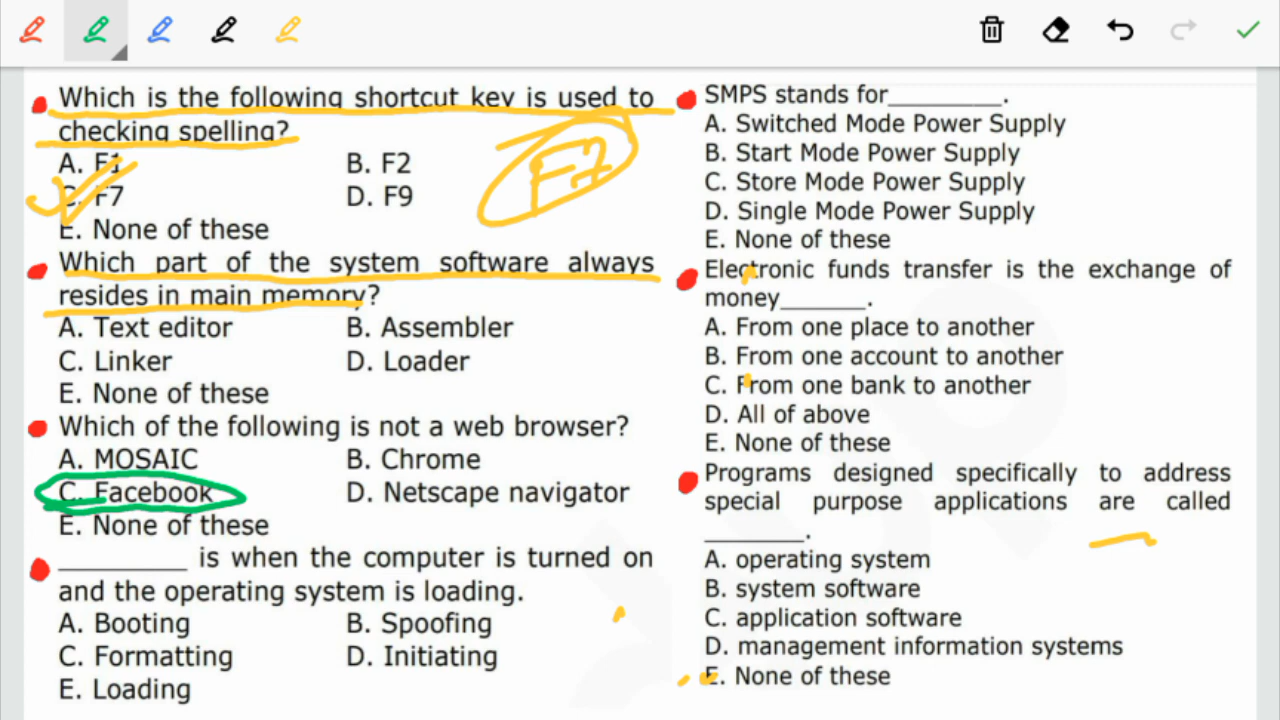 Which is the following shortcut key is used to
checking spelling?
A. F1 B. F2
C. F7 D. F9
E. None of these
F7
Which part of the system software always
resides in main memory?
A. Text editor B. Assembler
C. Linker D. Loader
E. None of these
Which of the following is not a web browser?
A. MOSAIC B. Chrome
C. Facebook D. Netscape navigator
E. None of these
_________ is when the computer is turned on
and the operating system is loading.
A. Booting B. Spoofing
C. Formatting D. Initiating
E. Loading
SMPS stands for_________.
A. Switched Mode Power Supply
B. Start Mode Power Supply
C. Store Mode Power Supply
D. Single Mode Power Supply
E. None of these
Electronic funds transfer is the exchange of
money_______.
A. From one place to another
B. From one account to another
C. From one bank to another
D. All of above
E. None of these
Programs designed specifically to address
special purpose applications are called
________.
A. operating system
B. system software
C. application software
D. management information systems
E. None of these